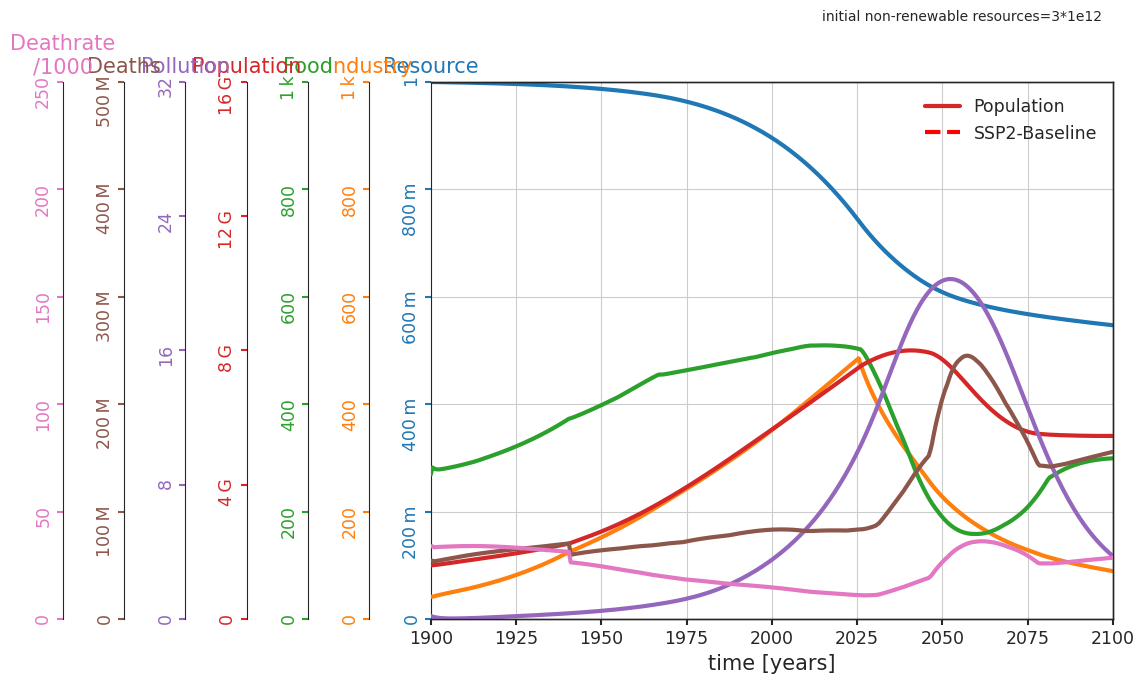 initial non-renewable resources=3*1e12
Deathrate
/1000
Deaths
Pollution
Population
Food
Industry
Resource
250
200
150
100
50
0
500 M
400 M
300 M
200 M
100 M
0
32
24
16
8
0
16 G
12 G
8 G
4 G
0
1 k
800
600
400
200
0
1 k
800
600
400
200
0
1
800 m
600 m
400 m
200 m
0
Population
SSP2-Baseline
1900
1925
1950
1975
2000
2025
2050
2075
2100
time [years]